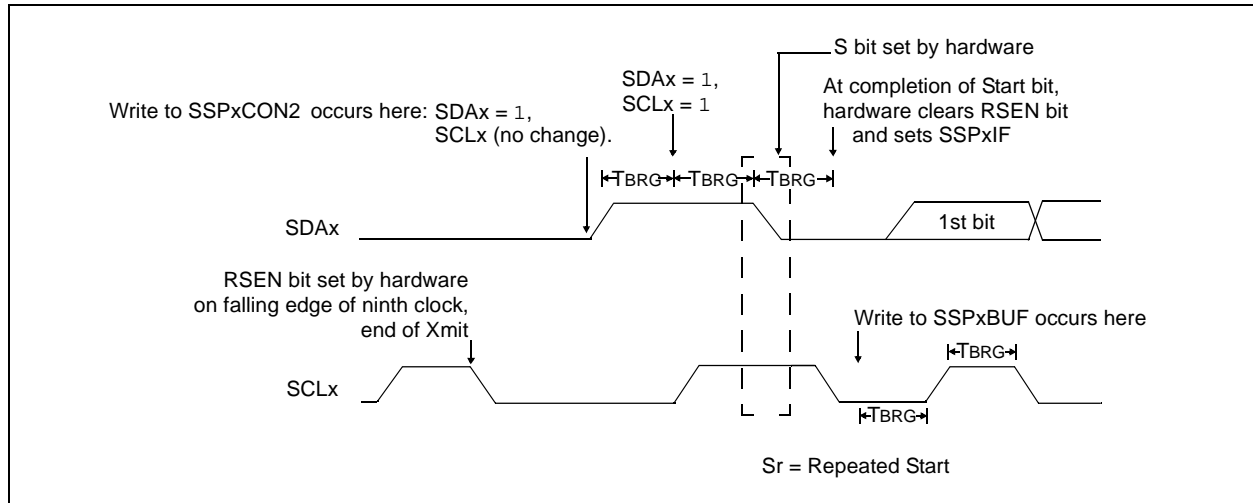 S bit set by hardware
SDAx = 1,
SCLx = 1
At completion of Start bit,
hardware clears RSEN bit
and sets SSPxIF
Write to SSPxCON2 occurs here: SDAx = 1,
SCLx (no change).
TBRG
TBRG
TBRG
SDAx
1st bit
RSEN bit set by hardware
on falling edge of ninth clock,
end of Xmit
Write to SSPxBUF occurs here
TBRG
SCLx
TBRG
Sr = Repeated Start